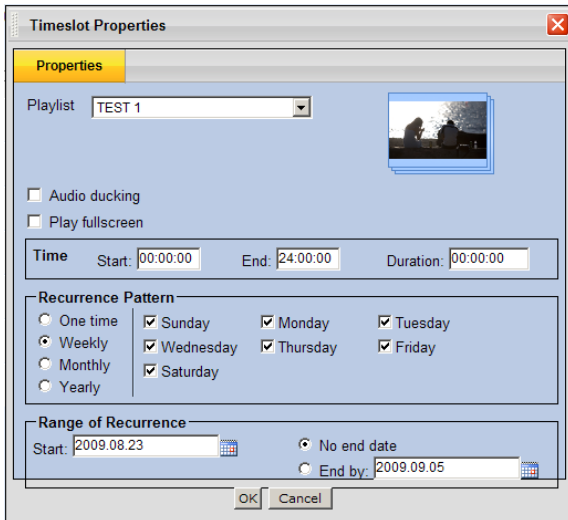 Timeslot Properties
Properties
Playlist TEST 1
Audio ducking
Play fullscreen
Time Start: 00:00:00 End: 24:00:00 Duration: 00:00:00
Recurrence Pattern
One time Sunday Monday Tuesday
Weekly Wednesday Thursday Friday
Monthly Saturday
Yearly
Range of Recurrence
Start: 2009.08.23 No end date
End by: 2009.09.05
OK Cancel